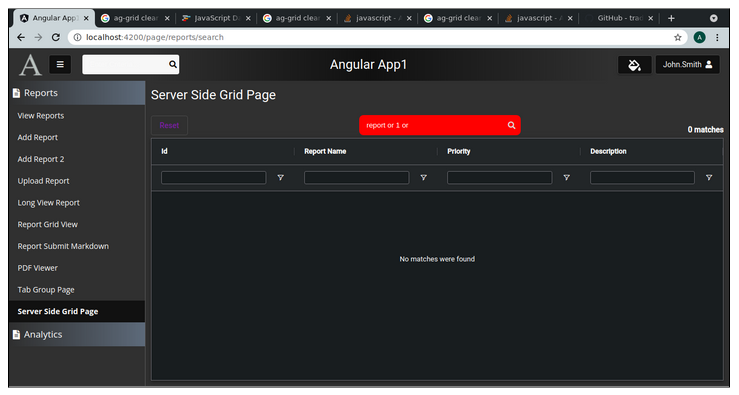 Angular App
ag-grid clear
JavaScript D
ag-grid clear
javascript - A
ag-grid clear
javascript - A
GitHub - tra
localhost:4200/page/reports/search
A
A
Angular App1
John.Smith
Reports
View Reports
Add Report
Add Report 2
Upload Report
Long View Report
Report Grid View
Report Submit Markdown
PDF Viewer
Tab Group Page
Server Side Grid Page
Analytics
Server Side Grid Page
Reset
report or 1 or
0 matches
Id
Report Name
Priority
Description
No matches were found